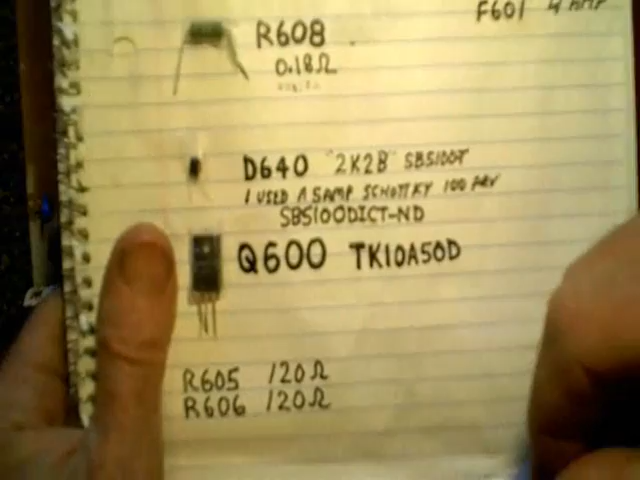 F601 4 AMP
R608
0.18Ω
D640 "2K2B" SB5100T
I USED A 5AMP SCHOTTKY 100 PRV
SB5100DICT-ND
Q600 TK10A50D
R605 120Ω
R606 120Ω